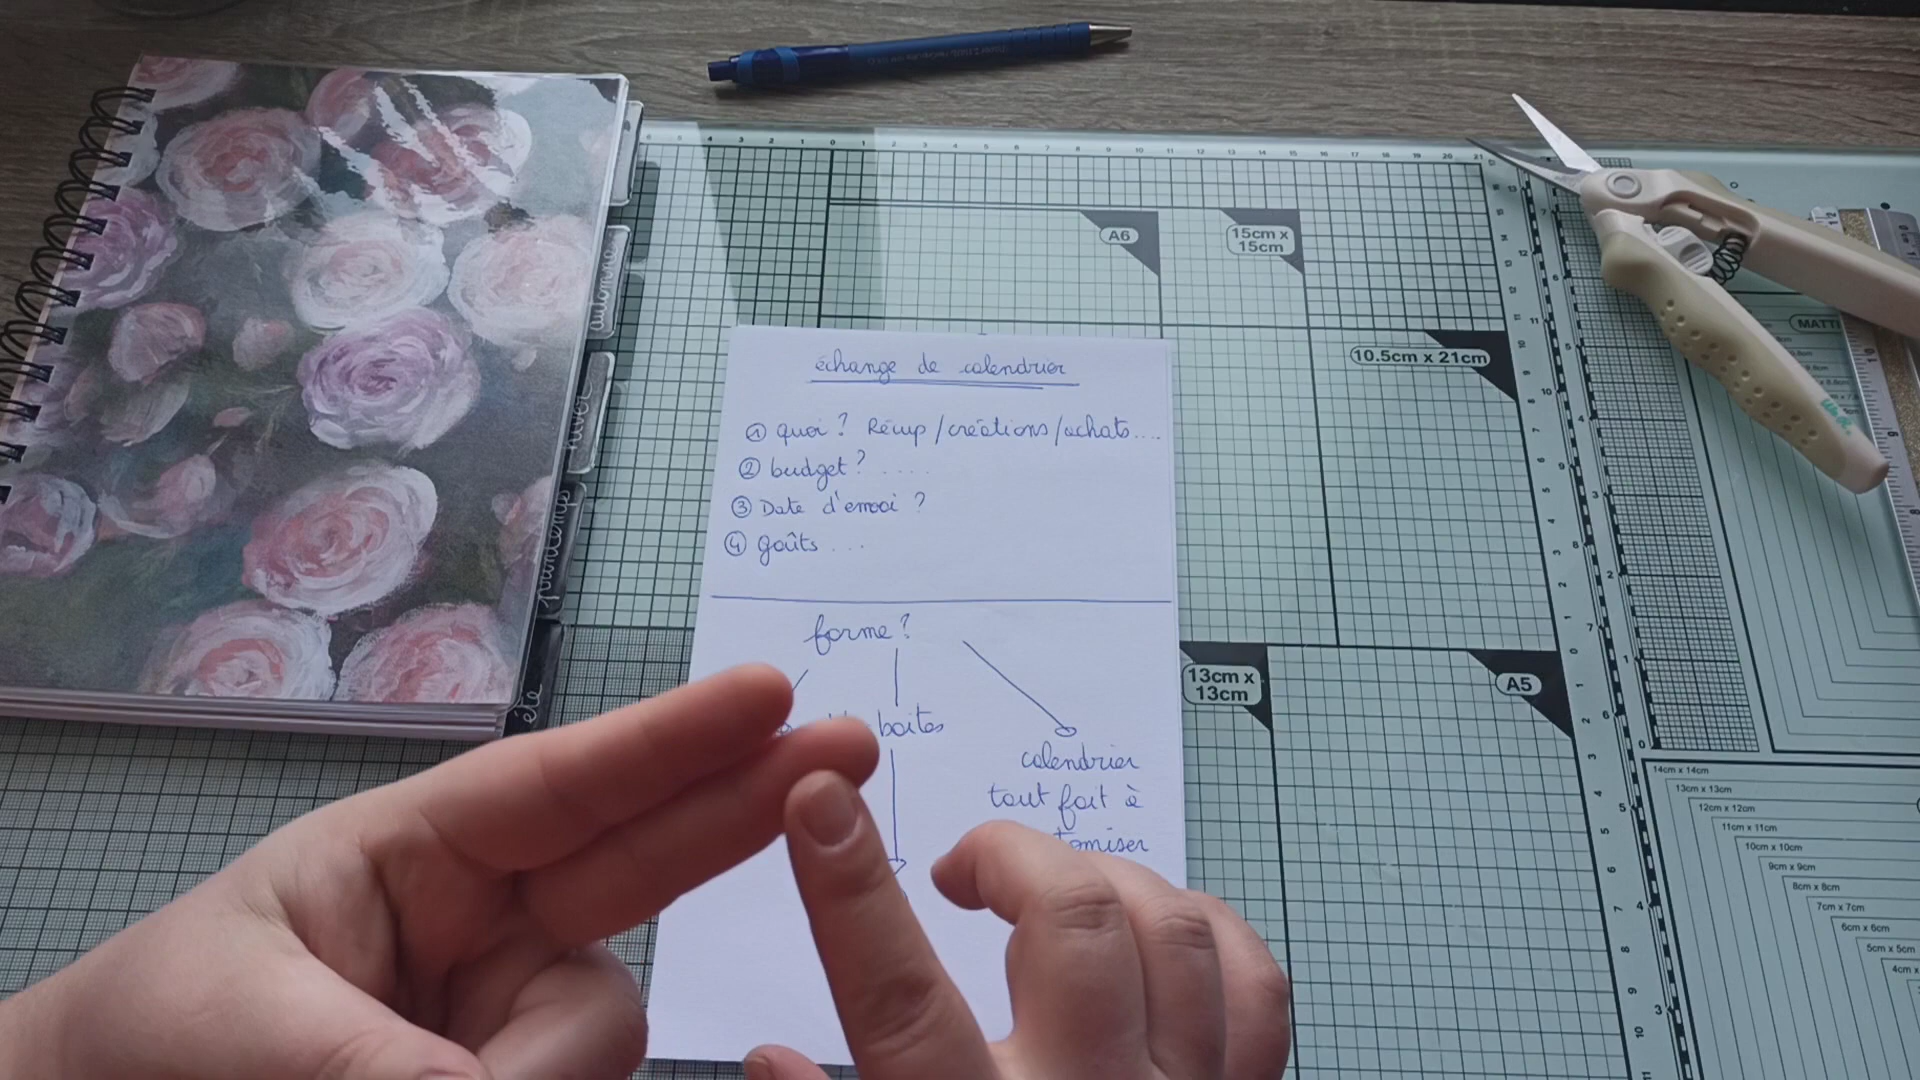 échange de calendrier
① quoi? Récup/créations/achats....
② budget? ....
③ Date d'envoi ?
④ goûts ...
forme?
boites
calendrier
tout fait à
omiser
automne
hiver
printemps
été
A6
15cm x
15cm
10.5cm x 21cm
13cm x
13cm
A5
MATTI
14cm x 14cm
13cm x 13cm
12cm x 12cm
11cm x 11cm
10cm x 10cm
9cm x 9cm
8cm x 8cm
7cm x 7cm
6cm x 6cm
5cm x 5cm
4cm x